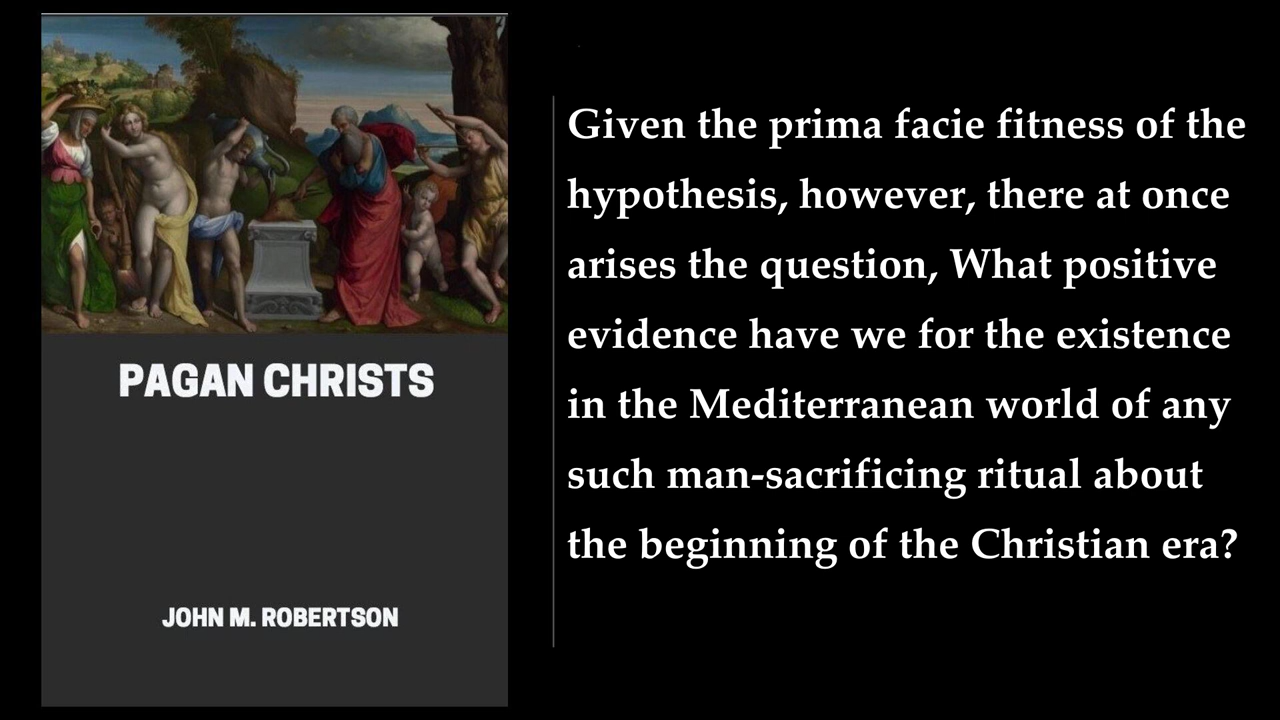 PAGAN CHRISTS
JOHN M. ROBERTSON
Given the prima facie fitness of the
hypothesis, however, there at once
arises the question, What positive
evidence have we for the existence
in the Mediterranean world of any
such man-sacrificing ritual about
the beginning of the Christian era?